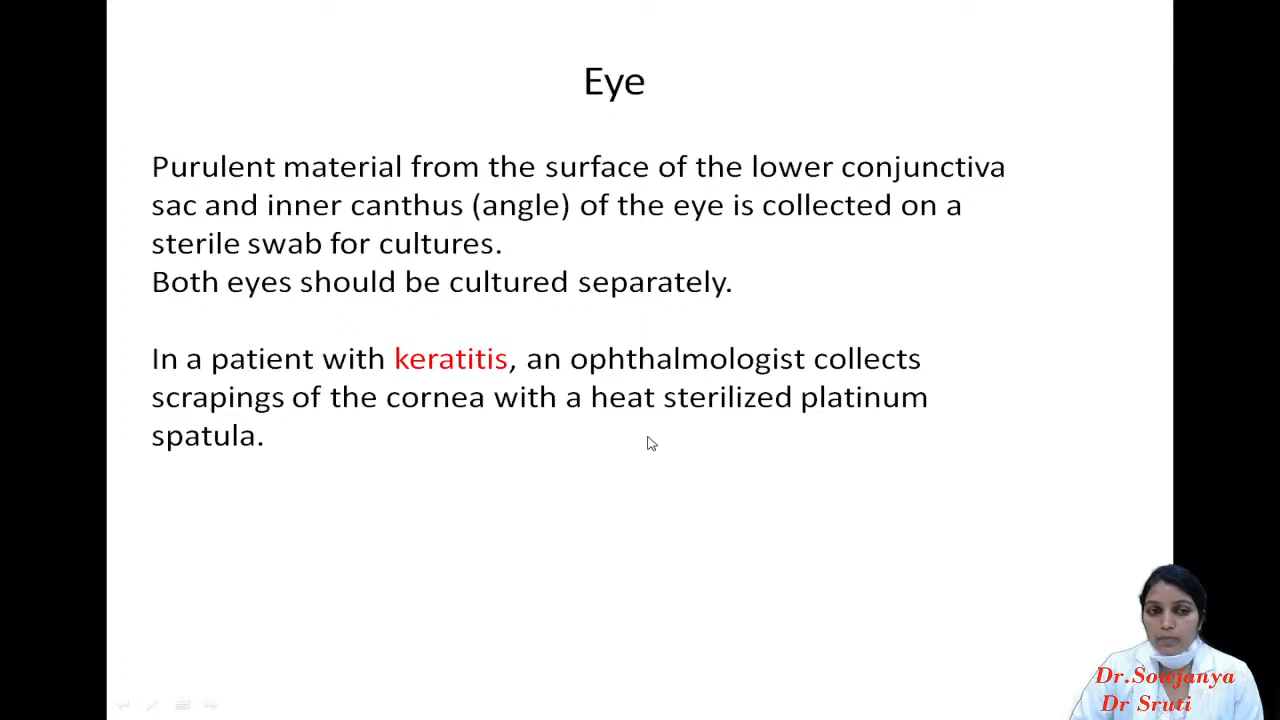 Eye
Purulent material from the surface of the lower conjunctiva
sac and inner canthus (angle) of the eye is collected on a
sterile swab for cultures.
Both eyes should be cultured separately.
In a patient with keratitis, an ophthalmologist collects
scrapings of the cornea with a heat sterilized platinum
spatula.
Dr.Sowjanya
Dr Sruti